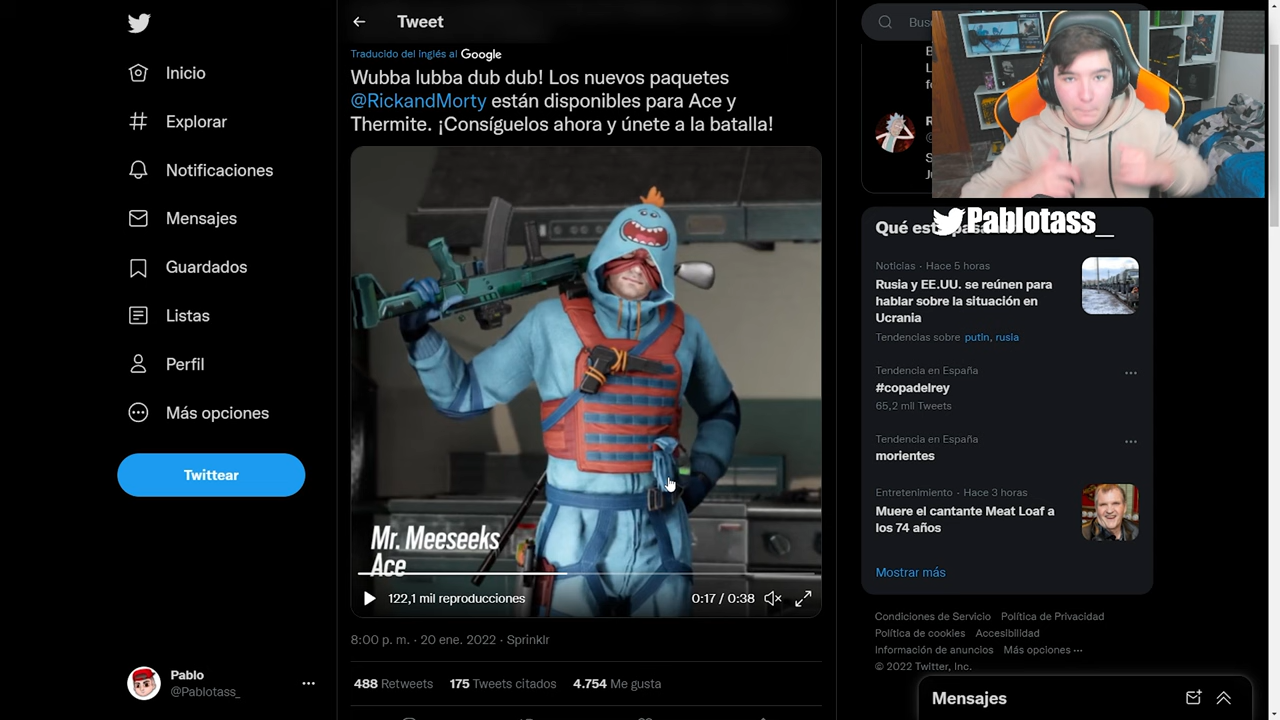 Inicio
Explorar
Notificaciones
Mensajes
Guardados
Listas
Perfil
Más opciones
Twittear
Pablo
@Pablotass_
Tweet
Traducido del inglés al Google
Wubba lubba dub dub! Los nuevos paquetes
@RickandMorty están disponibles para Ace y
Thermite. ¡Consíguelos ahora y únete a la batalla!
Mr. Meeseeks
Ace
122,1 mil reproducciones
0:17 / 0:38
8:00 p. m. · 20 ene. 2022 · Sprinklr
488 Retweets 175 Tweets citados 4.754 Me gusta
Pablotass_
Noticias · Hace 5 horas
Rusia y EE.UU. se reúnen para
hablar sobre la situación en
Ucrania
Tendencias sobre putin, rusia
Tendencia en España
#copadelrey
65,2 mil Tweets
Tendencia en España
morientes
Entretenimiento · Hace 3 horas
Muere el cantante Meat Loaf a
los 74 años
Mostrar más
Condiciones de Servicio Política de Privacidad
Política de cookies Accesibilidad
Información de anuncios Más opciones ···
© 2022 Twitter, Inc.
Mensajes